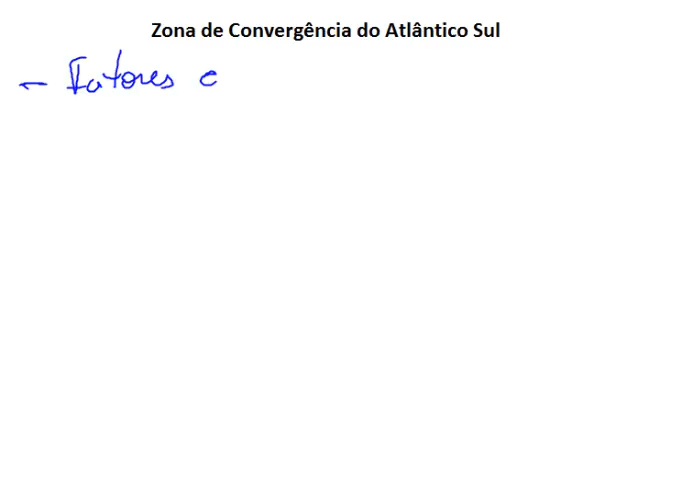 Zona de Convergência do Atlântico Sul
- Fatores e